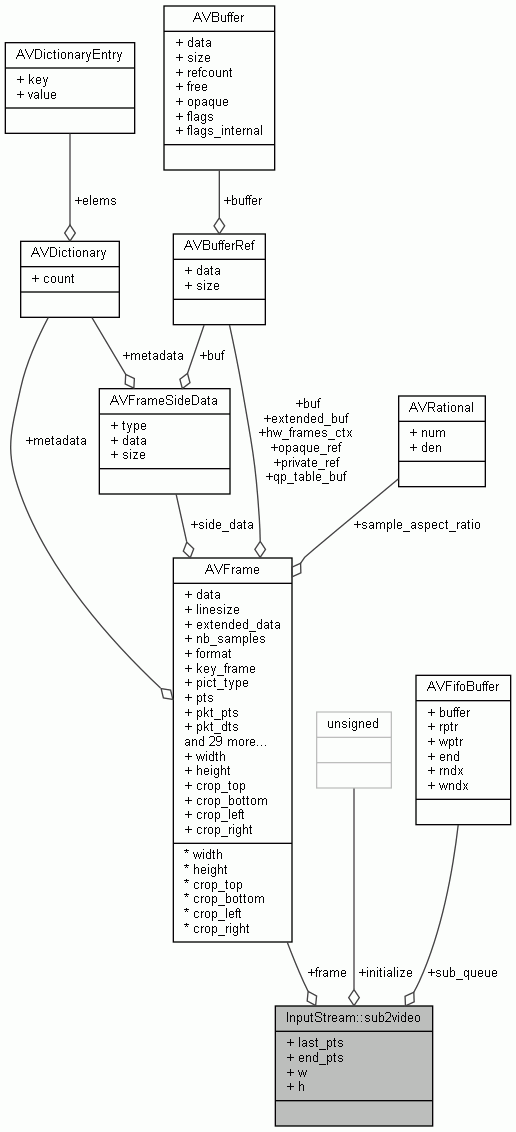 AVBuffer
+ data
+ size
+ refcount
+ free
+ opaque
+ flags
+ flags_internal
AVDictionaryEntry
+ key
+ value
+elems
+buffer
AVDictionary
+ count
AVBufferRef
+ data
+ size
+metadata
+buf
AVFrameSideData
+ type
+ data
+ size
+metadata
+buf
+extended_buf
+hw_frames_ctx
+opaque_ref
+private_ref
+qp_table_buf
AVRational
+ num
+ den
+side_data
+sample_aspect_ratio
AVFrame
+ data
+ linesize
+ extended_data
+ nb_samples
+ format
+ key_frame
+ pict_type
+ pts
+ pkt_pts
+ pkt_dts
and 29 more...
+ width
+ height
+ crop_top
+ crop_bottom
+ crop_left
+ crop_right
* width
* height
* crop_top
* crop_bottom
* crop_left
* crop_right
unsigned
AVFifoBuffer
+ buffer
+ rptr
+ wptr
+ end
+ rndx
+ wndx
+frame
+initialize
+sub_queue
InputStream::sub2video
+ last_pts
+ end_pts
+ w
+ h